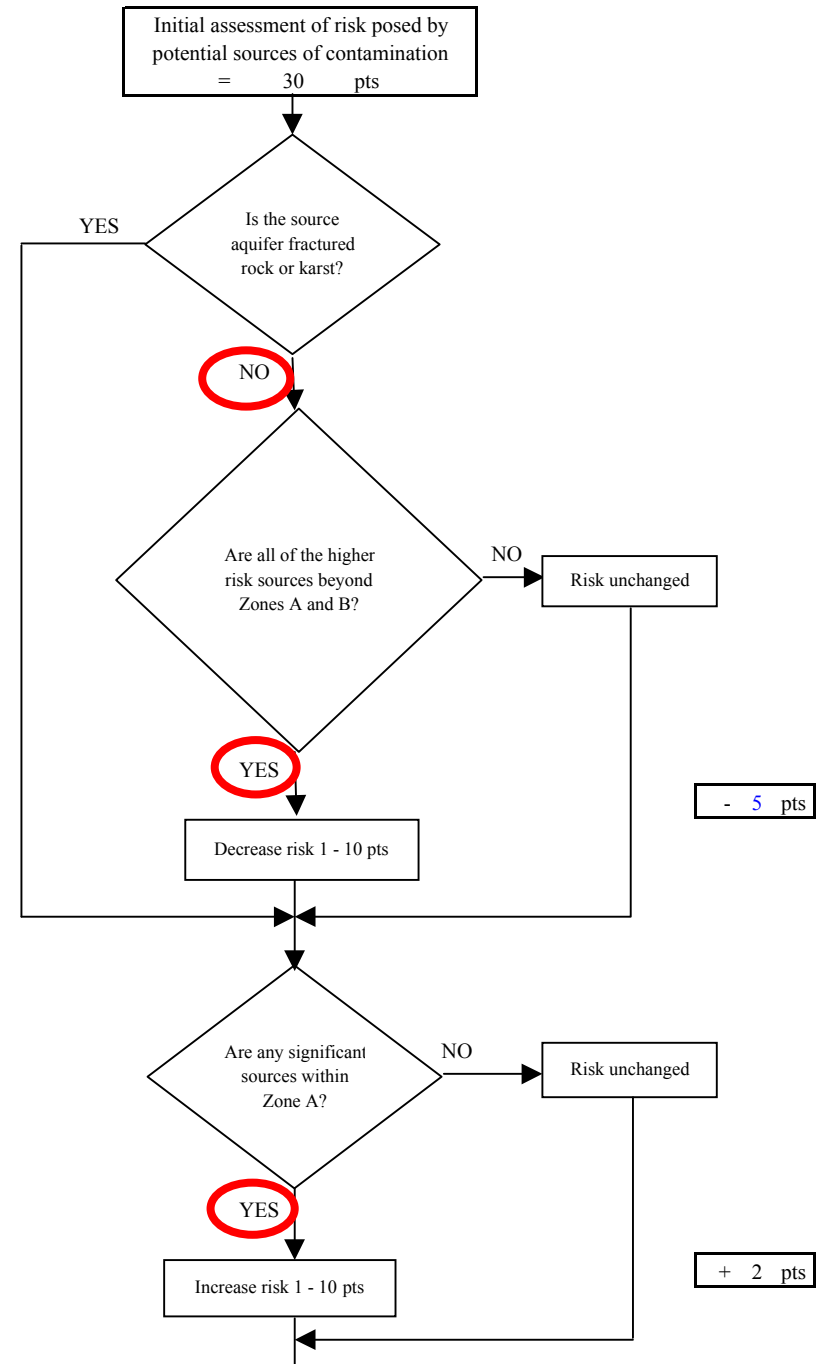 Initial assessment of risk posed by
potential sources of contamination
= 30 pts
Is the source
aquifer fractured
rock or karst?
YES
NO
Are all of the higher
risk sources beyond
Zones A and B?
NO
Risk unchanged
YES
- 5 pts
Decrease risk 1 - 10 pts
Are any significant
sources within
Zone A?
NO
Risk unchanged
YES
+ 2 pts
Increase risk 1 - 10 pts